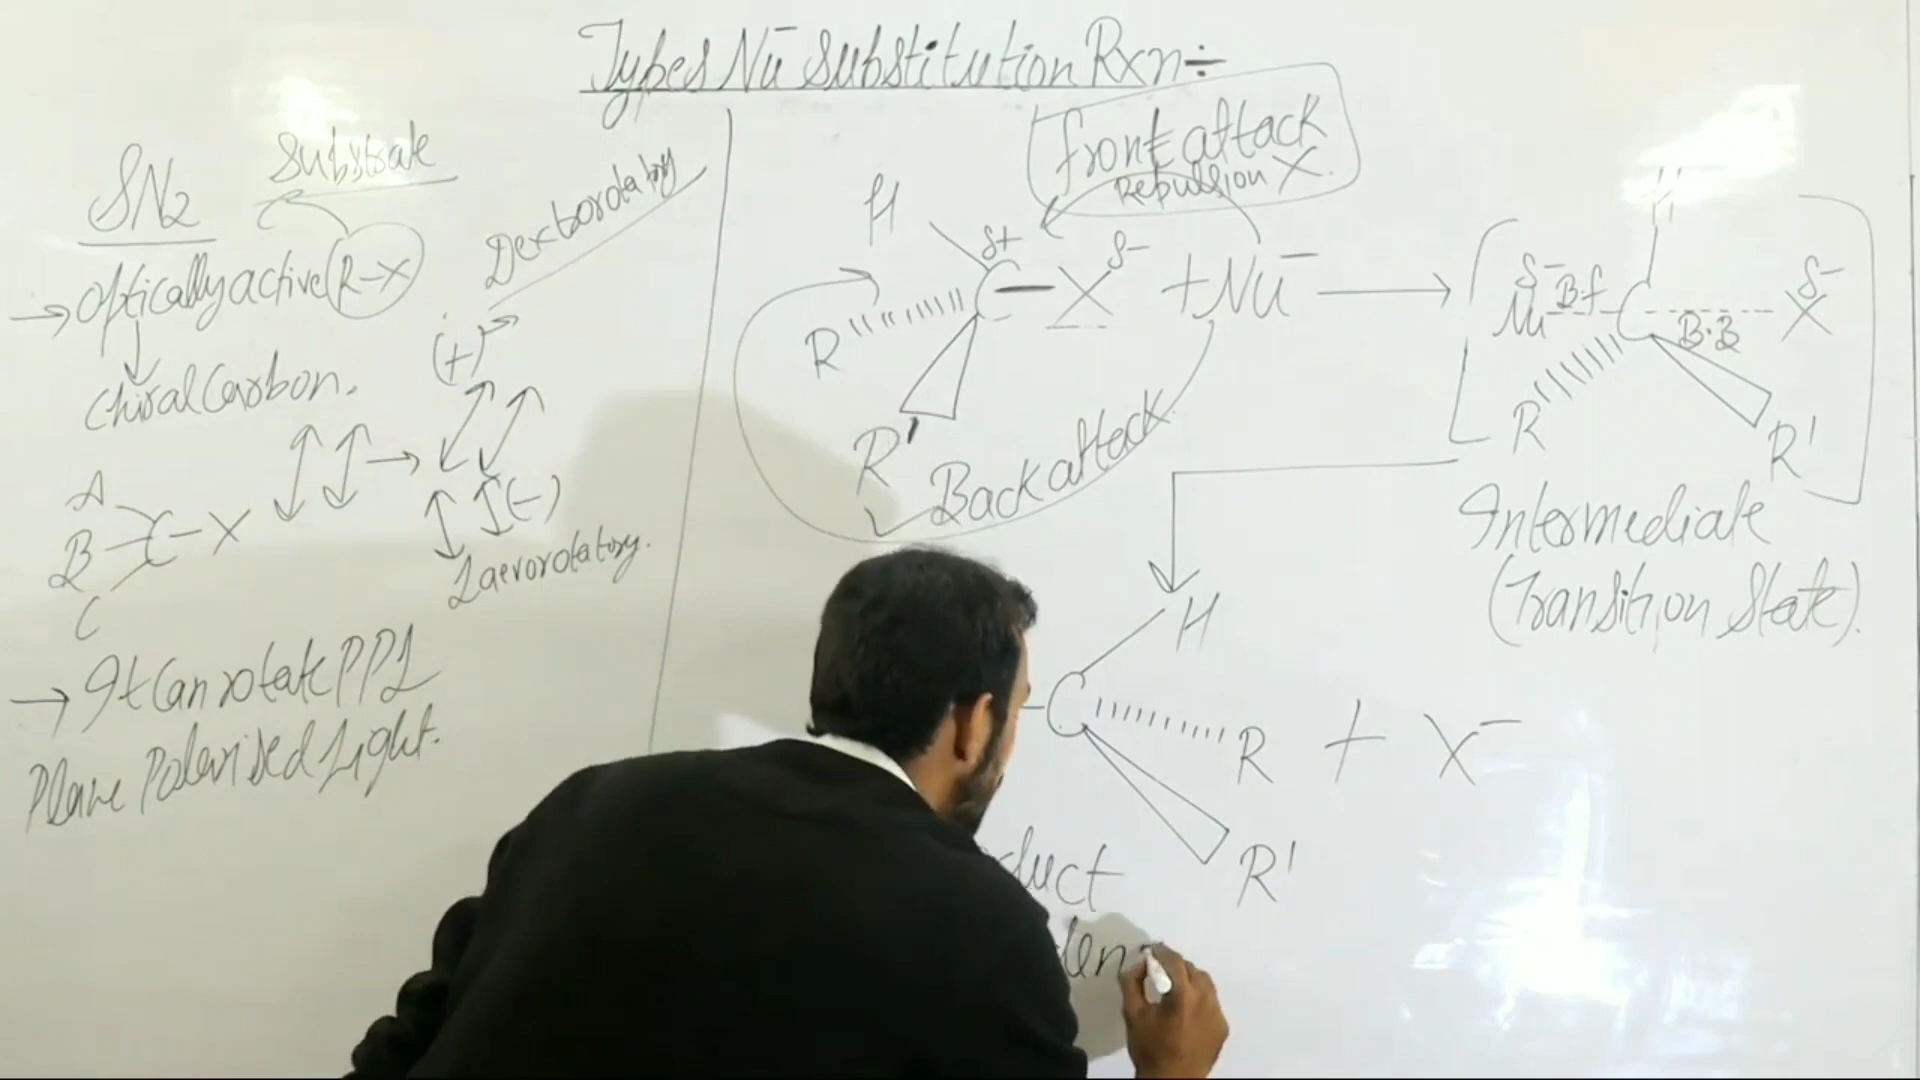 Types Nu⁻ Substitution Rxn÷
SN2
Substrate
→ Optically active R-X
Chiral Carbon.
Dextorotatory
(+)
(-)
Laevorotatory.
A
B - C - X
C
→ It Can rotate PPL
Plane Polarised Light.
Front attack
Repulsion X.
H
δ+ δ-
R C - X + Nu⁻ →
R'
Back attack
H
δ- Nu B.f C B.B X δ-
R R'
Intermediate
(Transition State).
H
C R + X⁻
R'
duct